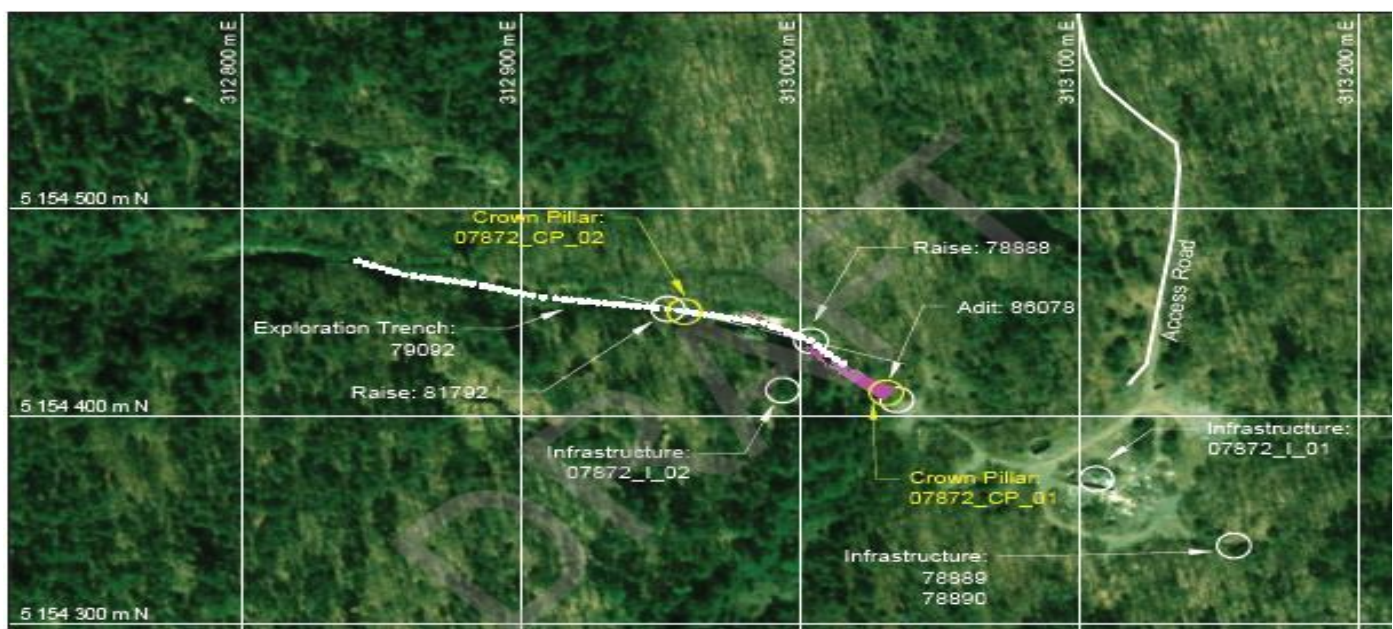 312 800 m E
312 900 m E
313 000 m E
313 100 m E
313 200 m E
5 154 500 m N
Crown Pillar:
07872_CP_02
Raise: 78888
Access Road
Exploration Trench:
79092
Adit: 86078
Raise: 81792
5 154 400 m N
Infrastructure:
07872_I_02
Infrastructure:
07872_I_01
Crown Pillar:
07872_CP_01
Infrastructure:
78889
78890
5 154 300 m N
DRAFT